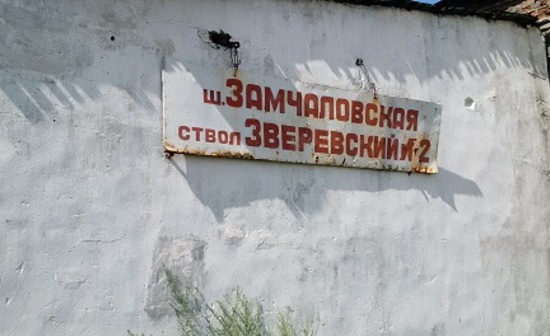 ш. ЗАМЧАЛОВСКАЯ
ствол ЗВЕРЕВСКИЙ №2